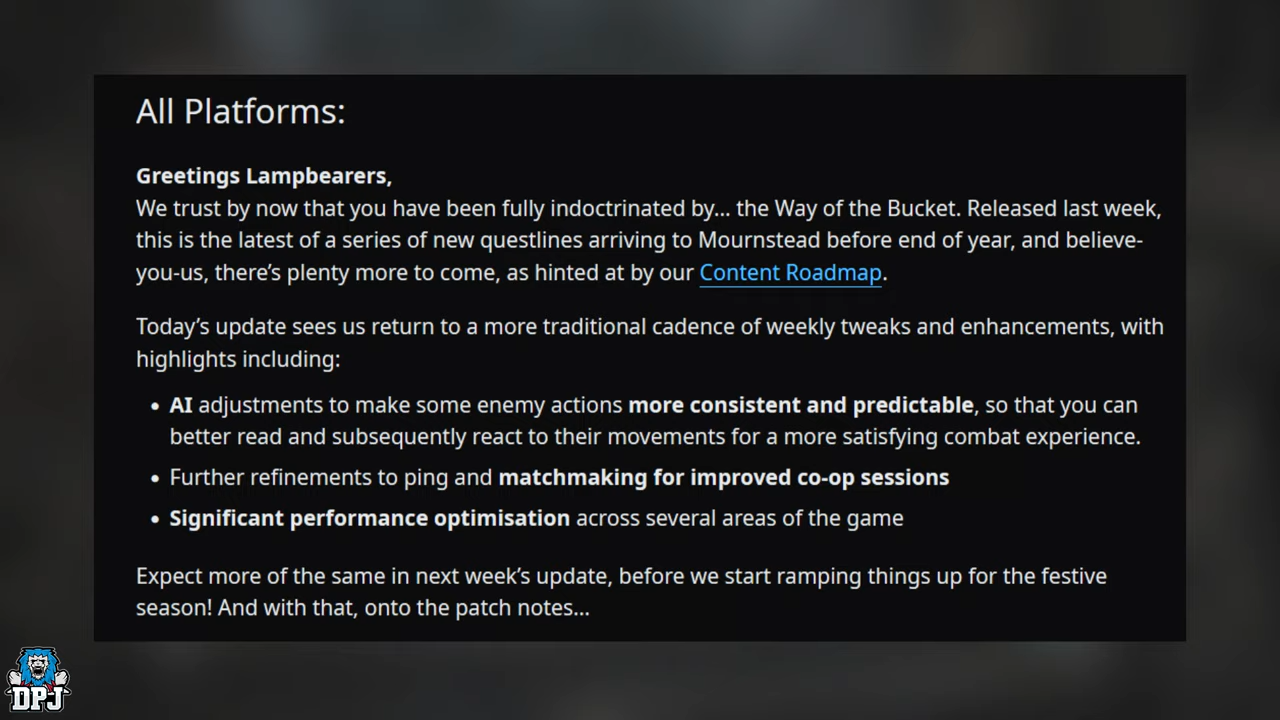 All Platforms:
Greetings Lampbearers,
We trust by now that you have been fully indoctrinated by... the Way of the Bucket. Released last week,
this is the latest of a series of new questlines arriving to Mournstead before end of year, and believe-
you-us, there’s plenty more to come, as hinted at by our Content Roadmap.
Today’s update sees us return to a more traditional cadence of weekly tweaks and enhancements, with
highlights including:
• AI adjustments to make some enemy actions more consistent and predictable, so that you can
better read and subsequently react to their movements for a more satisfying combat experience.
• Further refinements to ping and matchmaking for improved co-op sessions
• Significant performance optimisation across several areas of the game
Expect more of the same in next week’s update, before we start ramping things up for the festive
season! And with that, onto the patch notes...
DPJ